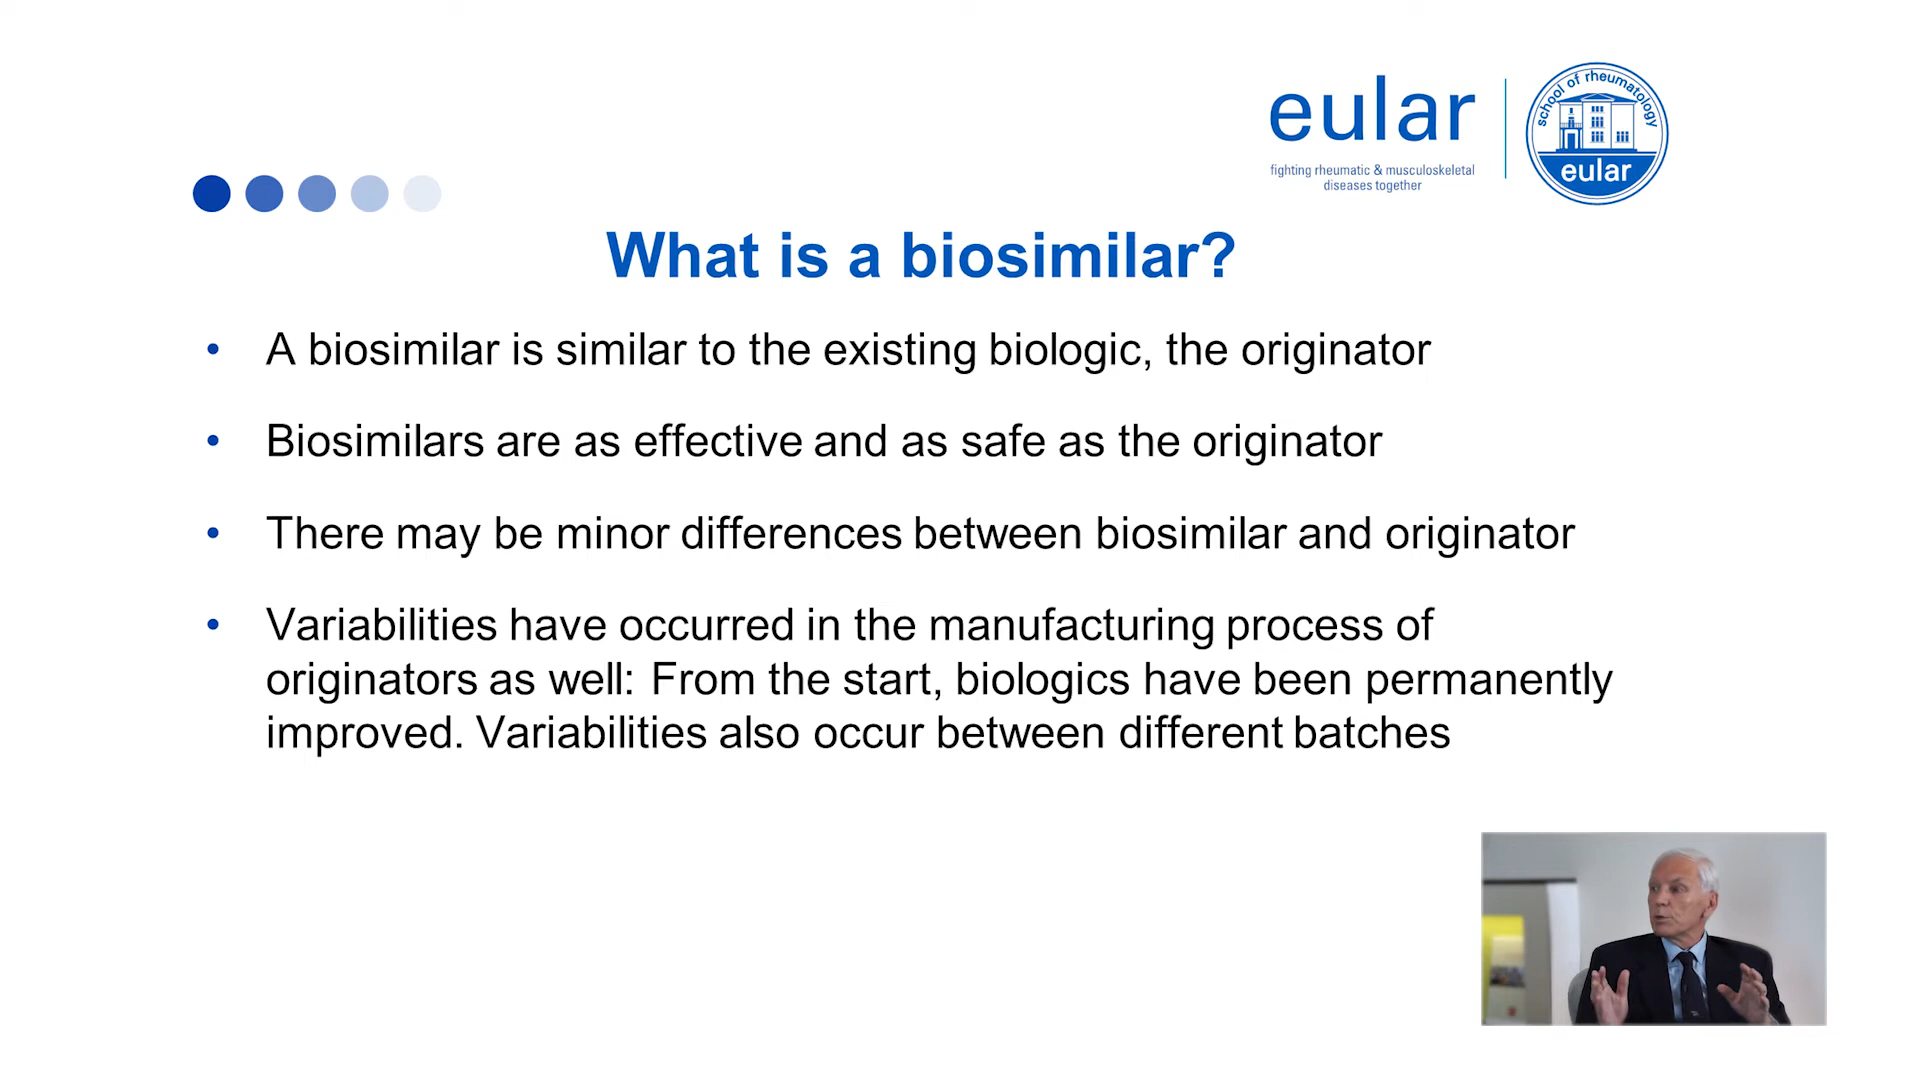 eular
fighting rheumatic & musculoskeletal
diseases together
school of rheumatology
eular
What is a biosimilar?
• A biosimilar is similar to the existing biologic, the originator
• Biosimilars are as effective and as safe as the originator
• There may be minor differences between biosimilar and originator
• Variabilities have occurred in the manufacturing process of
originators as well: From the start, biologics have been permanently
improved. Variabilities also occur between different batches